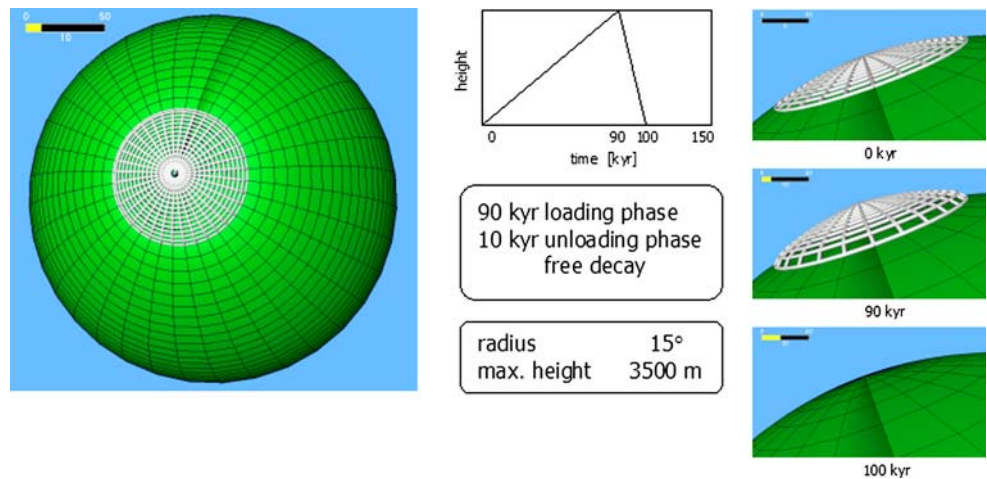 0 50
10
height
0 90 100 150
time [kyr]
90 kyr loading phase
10 kyr unloading phase
free decay
radius 15°
max. height 3500 m
0 kyr
90 kyr
100 kyr